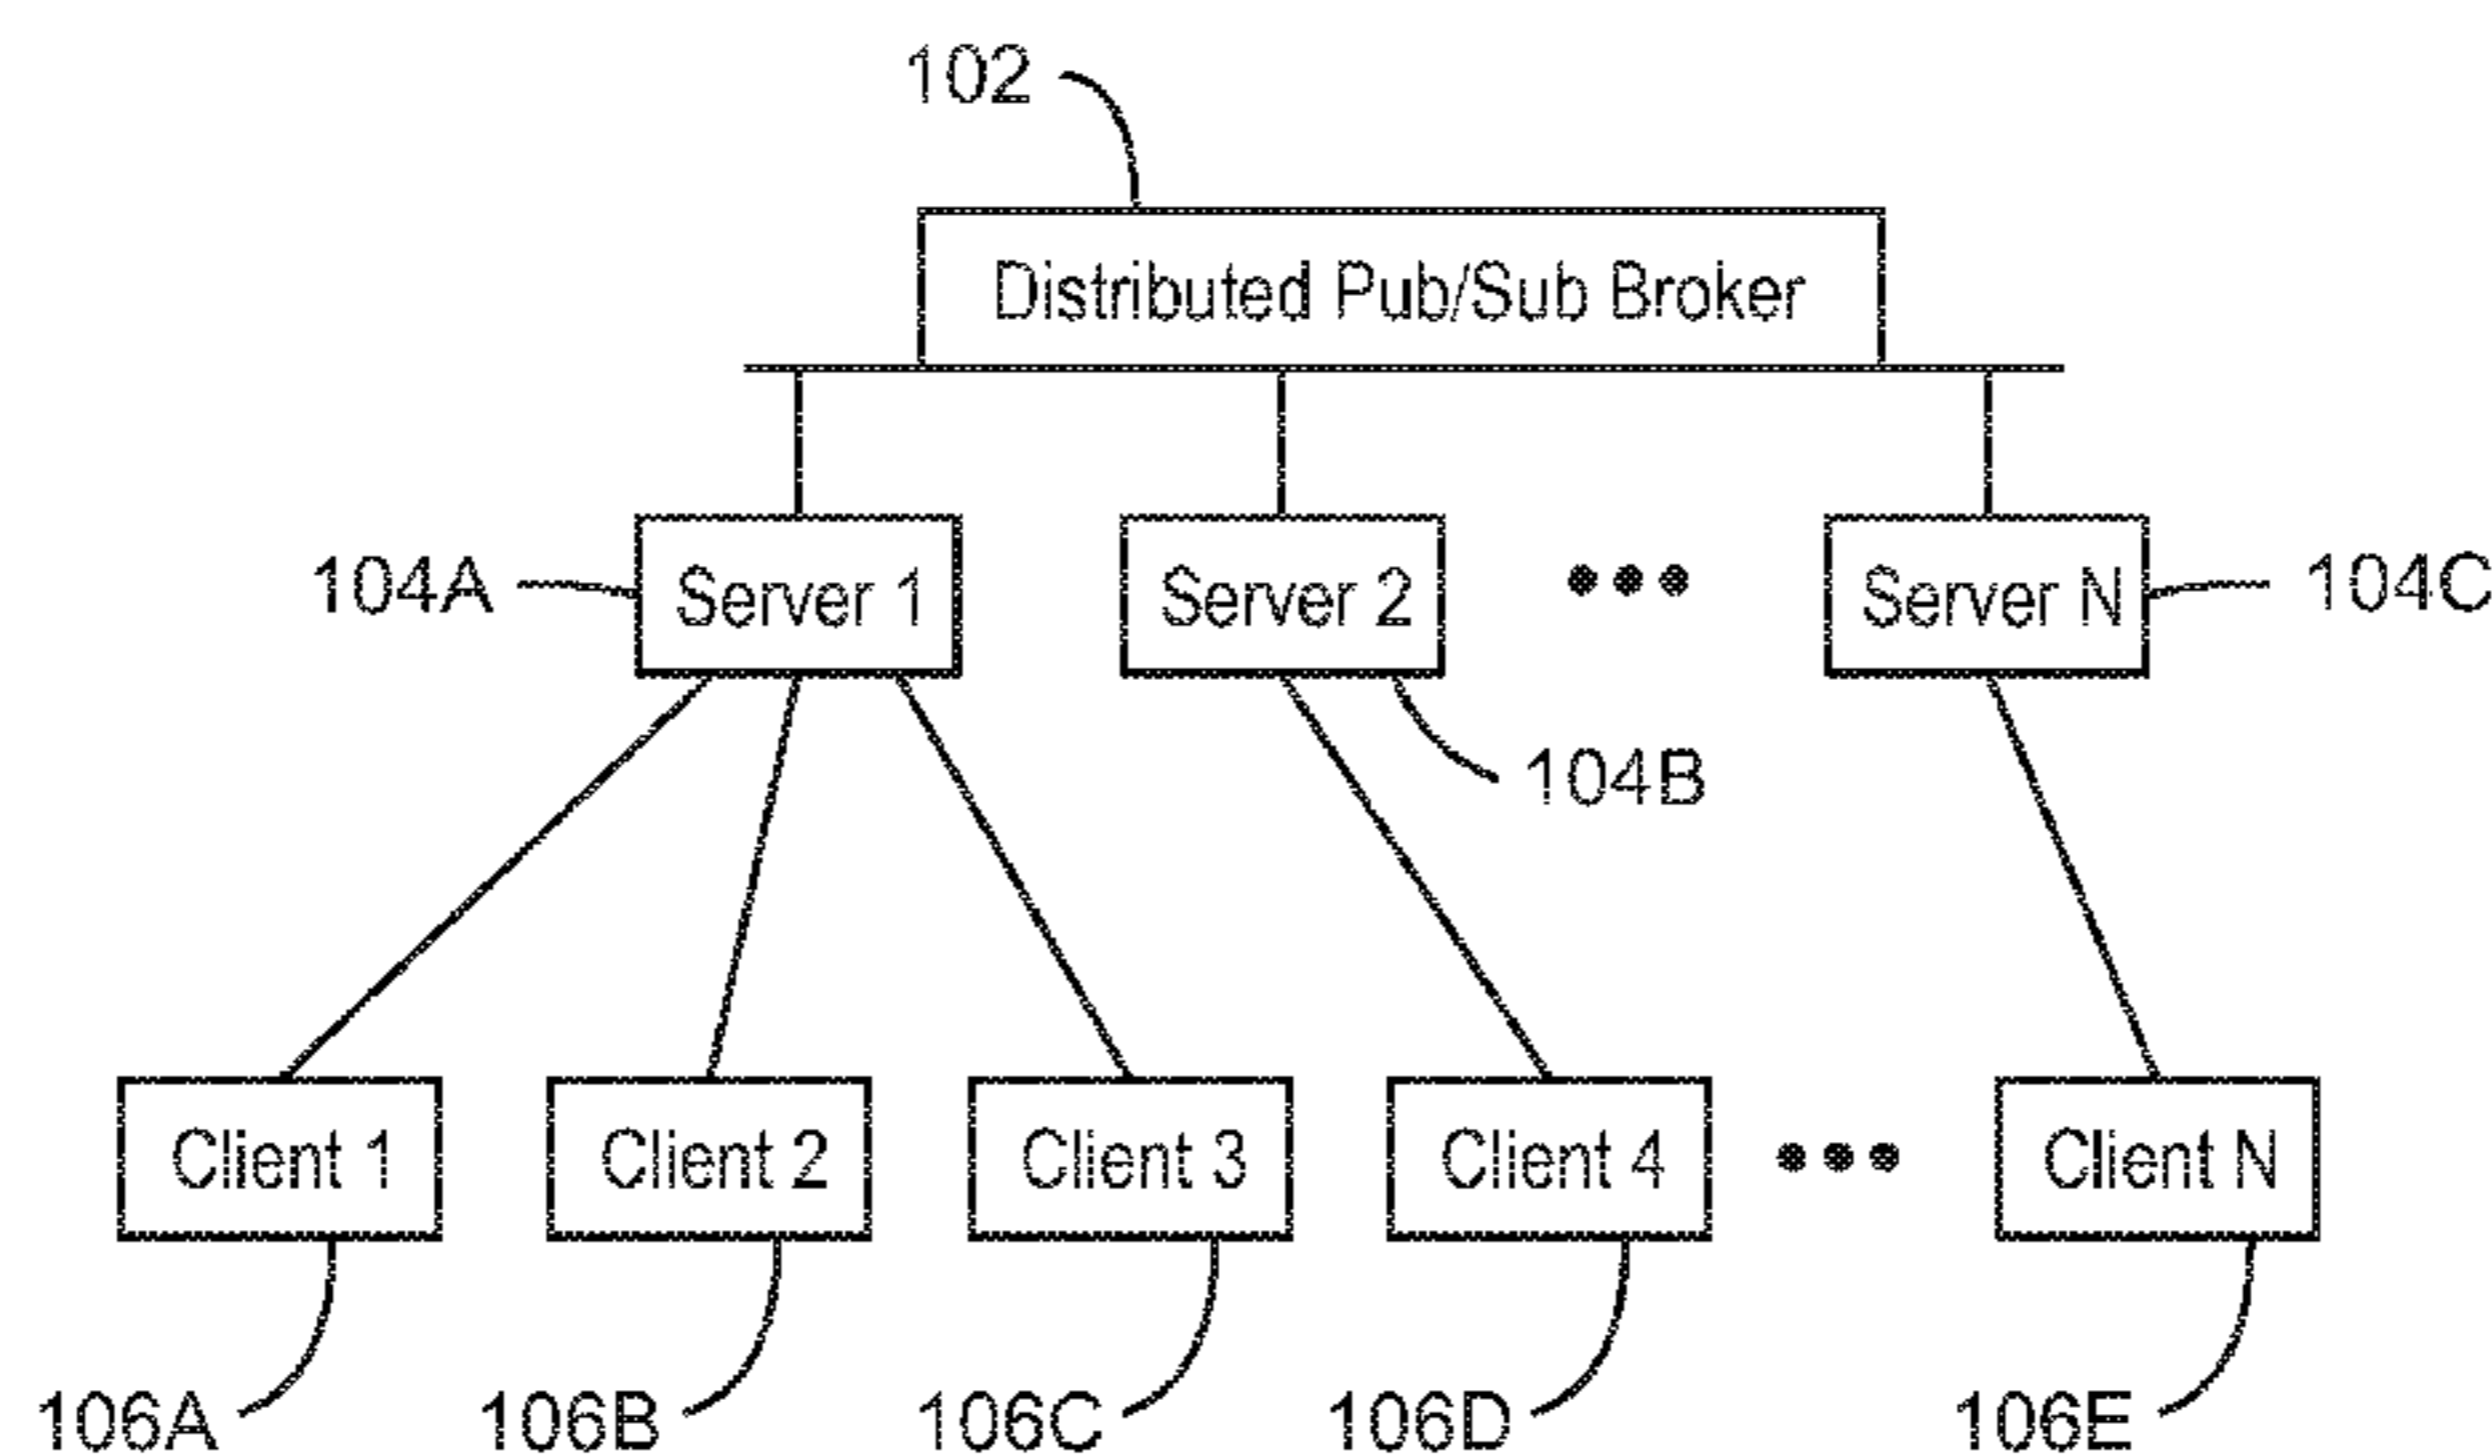 102
Distributed Pub/Sub Broker
104A
Server 1
Server 2
Server N
104C
104B
Client 1
Client 2
Client 3
Client 4
Client N
106A
106B
106C
106D
106E